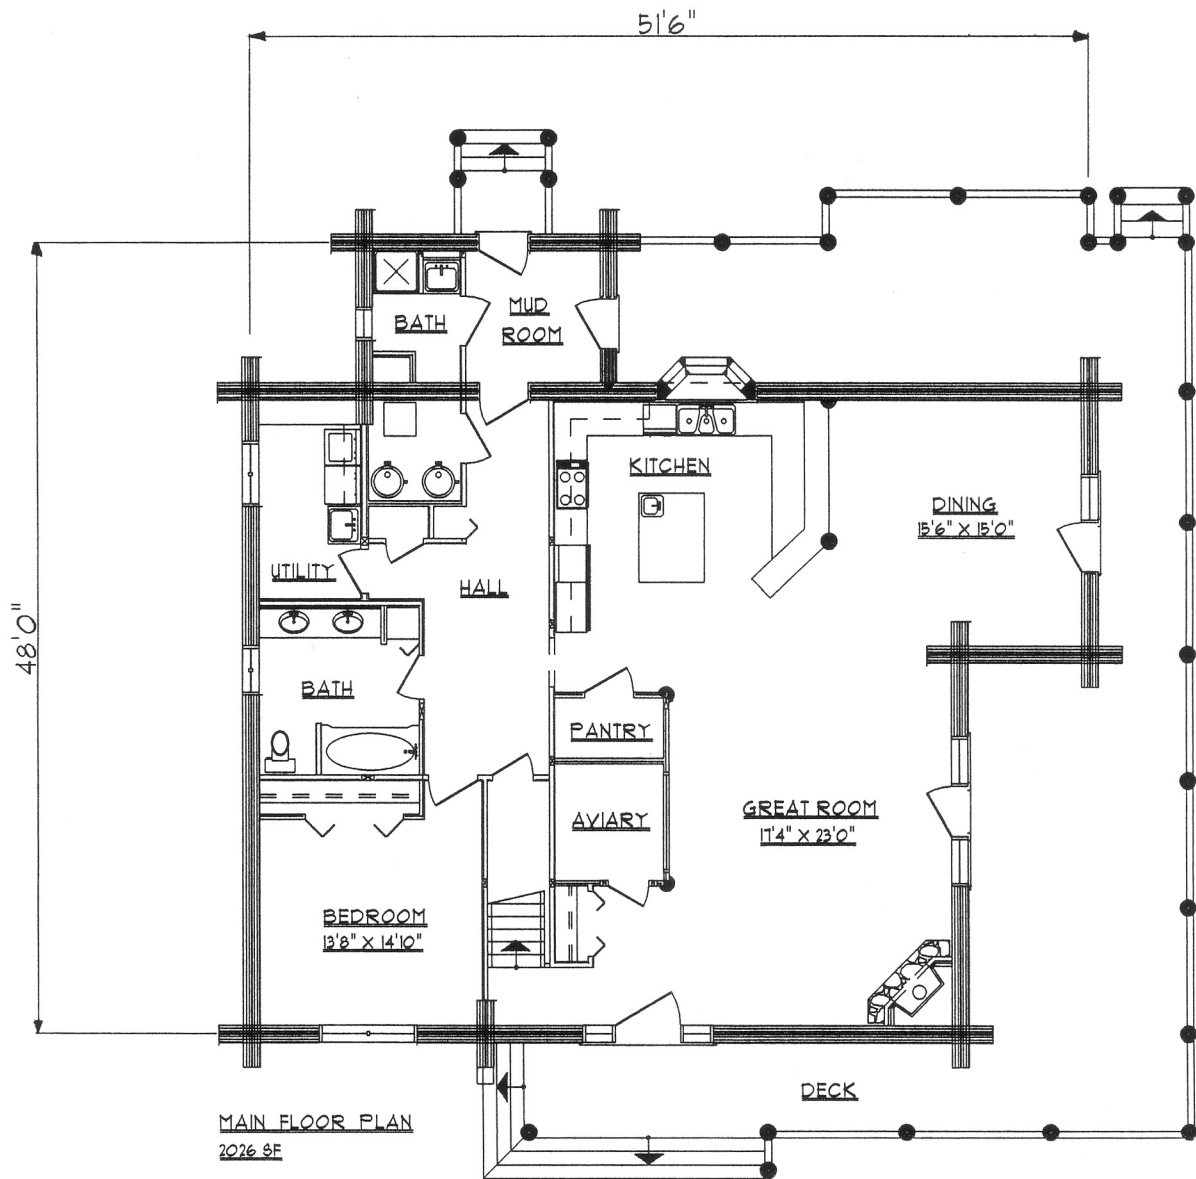 51'6"
MUD
ROOM
BATH
KITCHEN
DINING
15'6" X 15'0"
UTILITY
HALL
48'0"
BATH
PANTRY
GREAT ROOM
17'4" X 23'0"
AVIARY
BEDROOM
13'8" X 14'10"
DECK
MAIN FLOOR PLAN
2026 SF